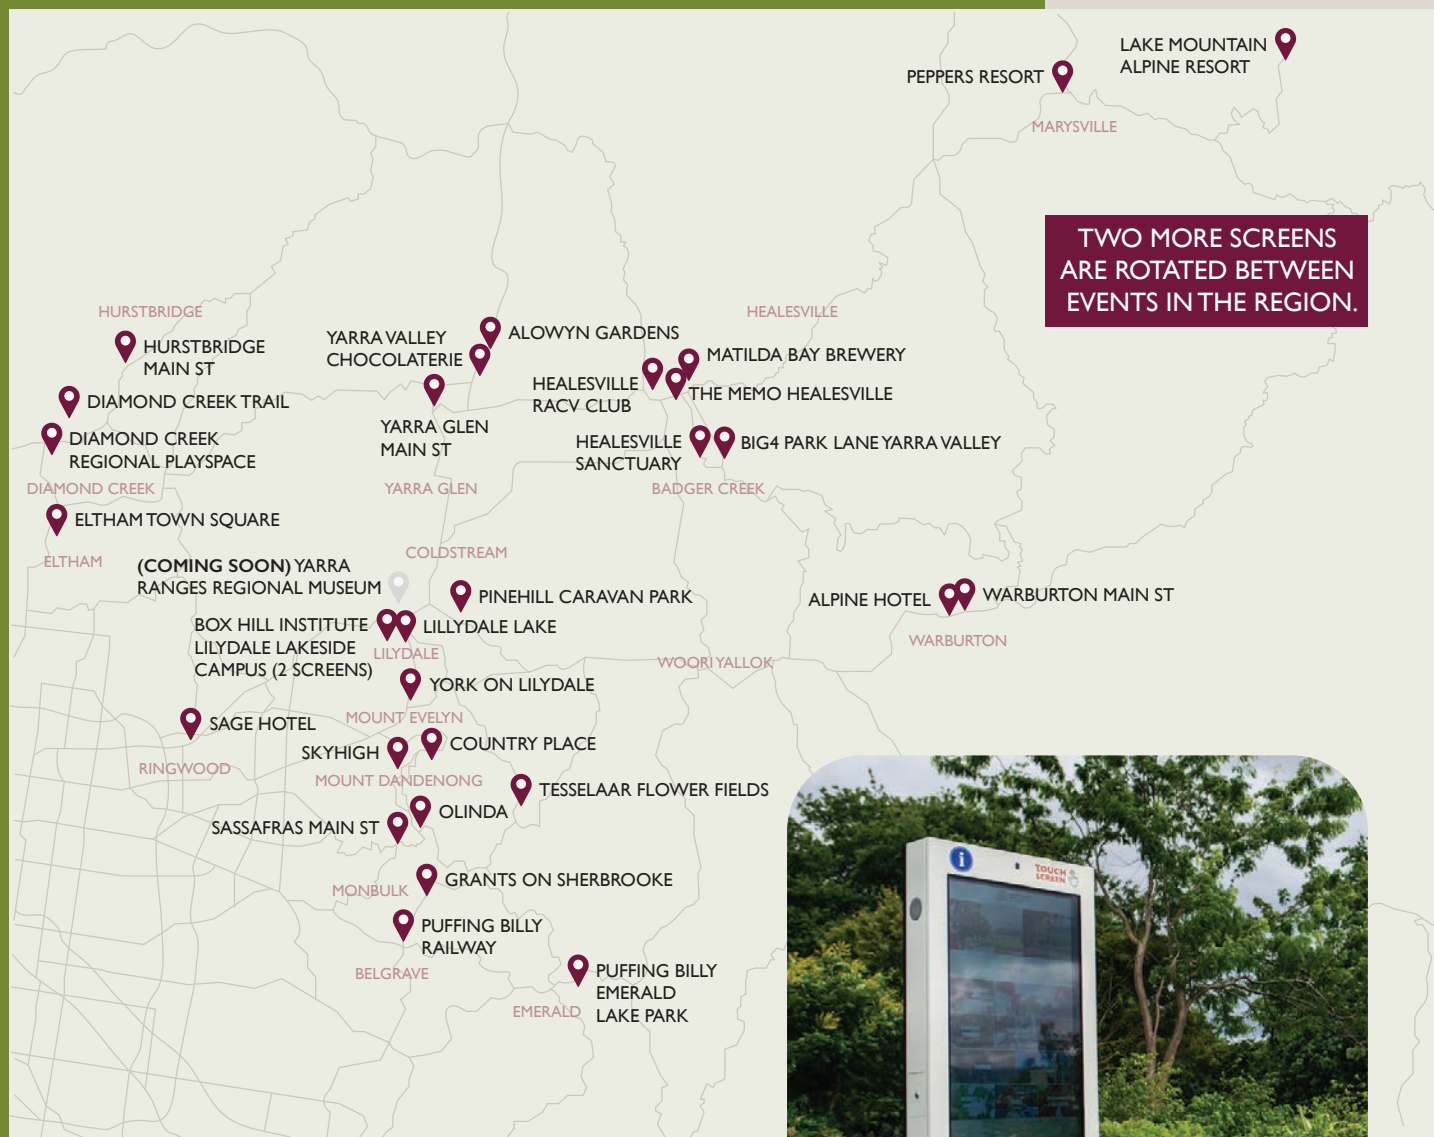 LAKE MOUNTAIN
ALPINE RESORT
PEPPERS RESORT
MARYSVILLE
TWO MORE SCREENS
ARE ROTATED BETWEEN
EVENTS IN THE REGION.
HURSTBRIDGE
HURSTBRIDGE
MAIN ST
YARRA VALLEY
CHOCOLATERIE
ALOWYN GARDENS
HEALESVILLE
MATILDA BAY BREWERY
HEALESVILLE
RACV CLUB
THE MEMO HEALESVILLE
DIAMOND CREEK TRAIL
YARRA GLEN
MAIN ST
DIAMOND CREEK
REGIONAL PLAYSPACE
HEALESVILLE
SANCTUARY
BIG4 PARK LANE YARRA VALLEY
DIAMOND CREEK
YARRA GLEN
BADGER CREEK
ELTHAM TOWN SQUARE
ELTHAM
COLDSTREAM
(COMING SOON) YARRA
RANGES REGIONAL MUSEUM
PINEHILL CARAVAN PARK
ALPINE HOTEL
WARBURTON MAIN ST
WARBURTON
BOX HILL INSTITUTE
LILYDALE LAKESIDE
CAMPUS (2 SCREENS)
LILLYDALE LAKE
LILYDALE
WOORI YALLOK
YORK ON LILYDALE
SAGE HOTEL
MOUNT EVELYN
SKYHIGH
COUNTRY PLACE
RINGWOOD
MOUNT DANDENONG
TESSELAAR FLOWER FIELDS
OLINDA
SASSAFRAS MAIN ST
GRANTS ON SHERBROOKE
MONBULK
PUFFING BILLY
RAILWAY
BELGRAVE
PUFFING BILLY
EMERALD
LAKE PARK
EMERALD
i
TOUCH
SCREEN